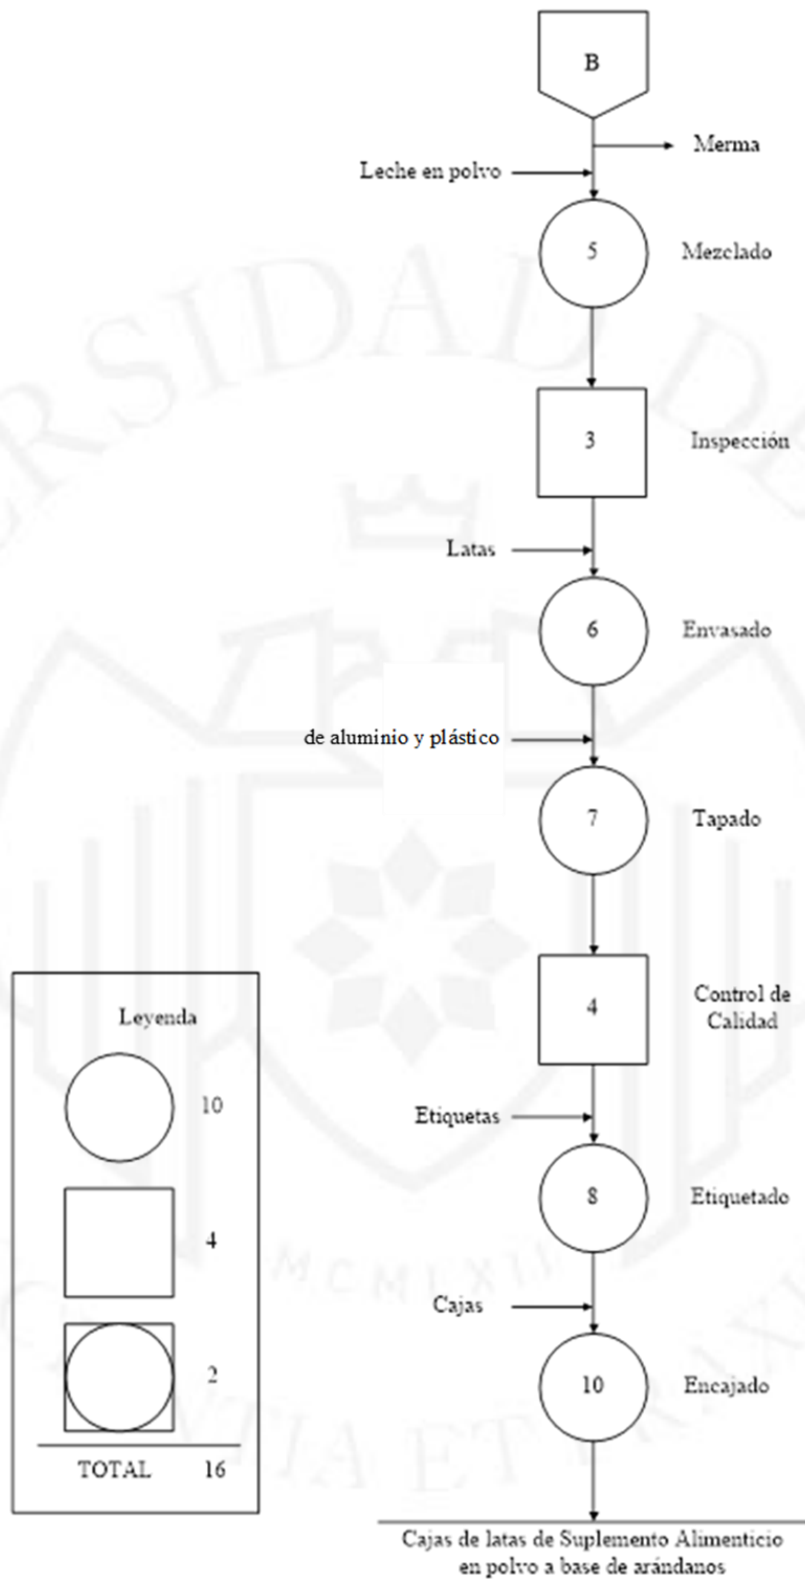 B
Merma
Leche en polvo
5
Mezclado
3
Inspección
Latas
6
Envasado
de aluminio y plástico
7
Tapado
4
Control de
Calidad
Etiquetas
8
Etiquetado
Cajas
10
Encajado
Cajas de latas de Suplemento Alimenticio
en polvo a base de arándanos
Leyenda
10
4
2
TOTAL 16